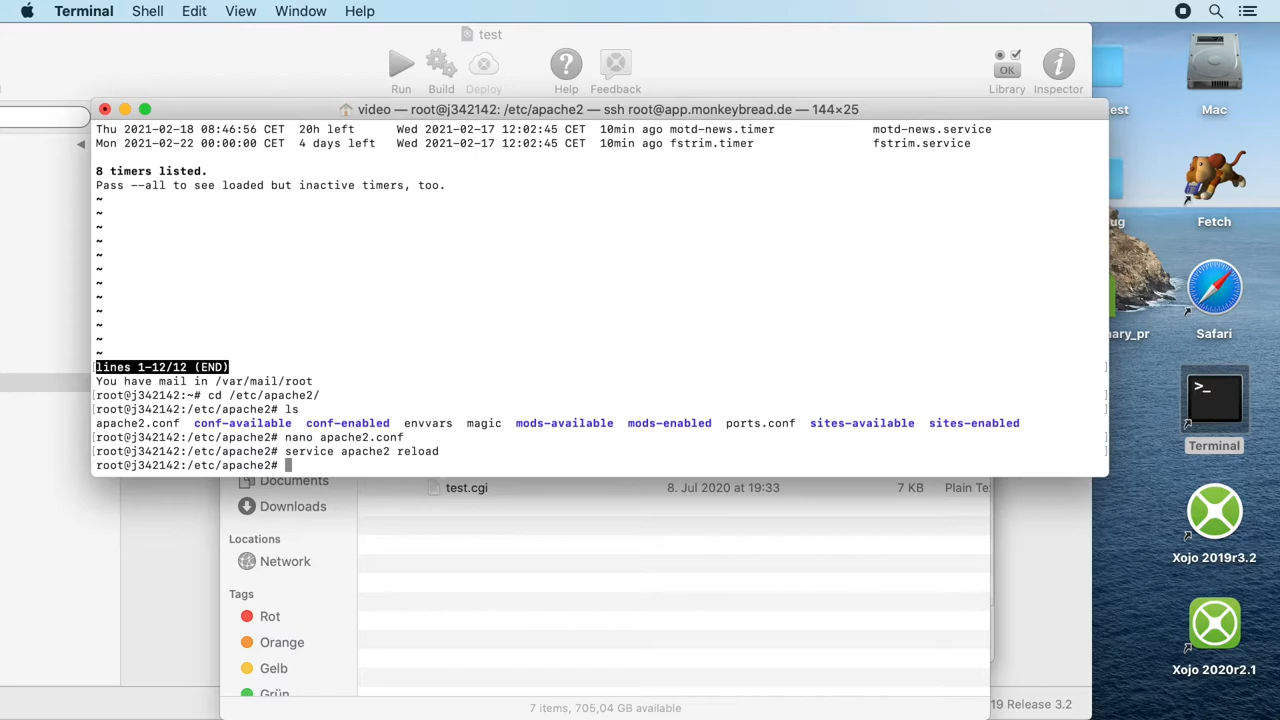 Terminal Shell Edit View Window Help
test
Run Build Deploy Help Feedback Library Inspector
OK
video — root@j342142: /etc/apache2 — ssh root@app.monkeybread.de — 144×25
Thu 2021-02-18 08:46:56 CET 20h left Wed 2021-02-17 12:02:45 CET 10min ago motd-news.timer motd-news.service
Mon 2021-02-22 00:00:00 CET 4 days left Wed 2021-02-17 12:02:45 CET 10min ago fstrim.timer fstrim.service
8 timers listed.
Pass --all to see loaded but inactive timers, too.
~
~
~
~
~
~
~
~
~
~
~
~
lines 1-12/12 (END)
You have mail in /var/mail/root
[root@j342142:~# cd /etc/apache2/ ]
[root@j342142:/etc/apache2# ls ]
apache2.conf conf-available conf-enabled envvars magic mods-available mods-enabled ports.conf sites-available sites-enabled
[root@j342142:/etc/apache2# nano apache2.conf ]
[root@j342142:/etc/apache2# service apache2 reload ]
root@j342142:/etc/apache2#
Documents
test.cgi 8. Jul 2020 at 19:33 7 KB Plain Te
Downloads
Locations
Network
Tags
Rot
Orange
Gelb
Grün
7 items, 705,04 GB available
19 Release 3.2
Mac
Fetch
Safari
Terminal
Xojo 2019r3.2
Xojo 2020r2.1